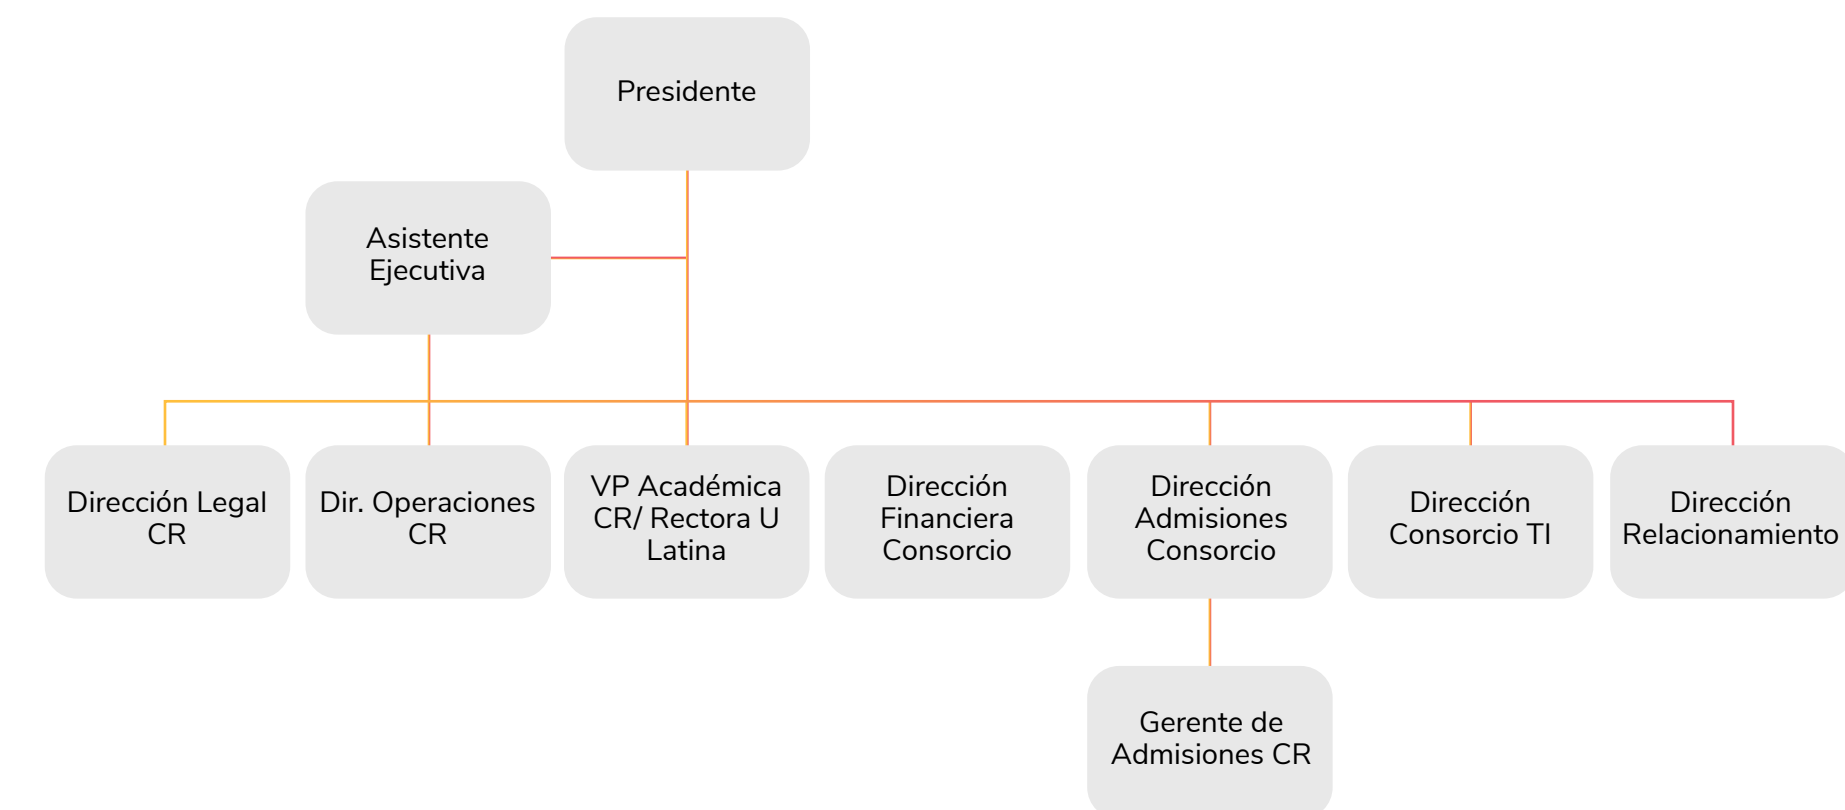 Presidente
Asistente
Ejecutiva
Dirección Legal
CR
Dir. Operaciones
CR
VP Académica
CR/ Rectora U
Latina
Dirección
Financiera
Consorcio
Dirección
Admisiones
Consorcio
Dirección
Consorcio TI
Dirección
Relacionamiento
Gerente de
Admisiones CR